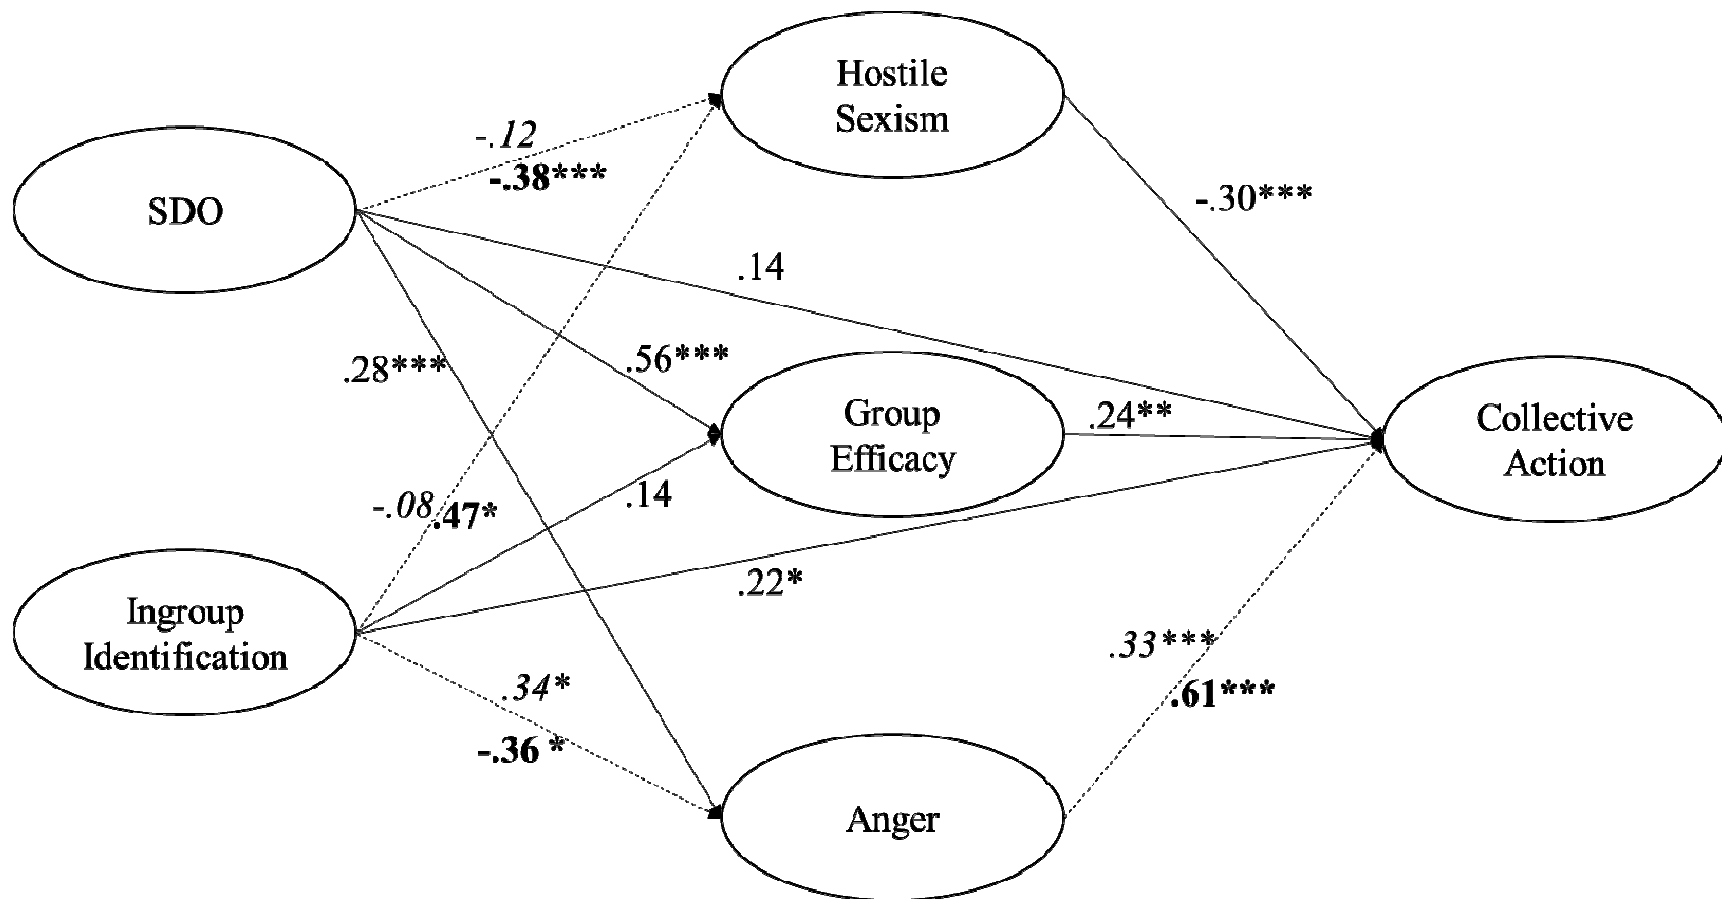 Hostile
Sexism
-.12
-.38***
SDO
-.30***
.14
.28***
.56***
Group
Efficacy
.24**
Collective
Action
-.08
.47*
.14
.22*
Ingroup
Identification
.34*
-.36 *
.33***
.61***
Anger